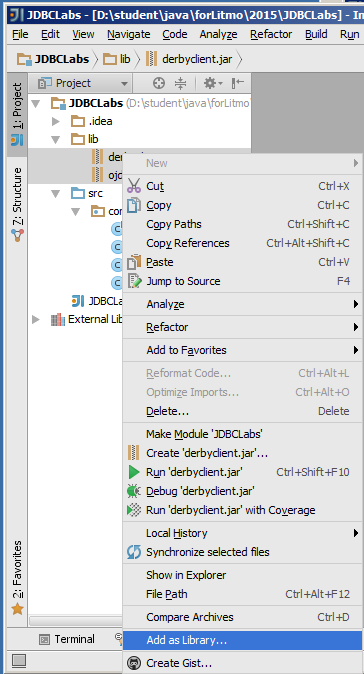 JDBCLabs - [D:\student\java\forLitmo\2015\JDBCLabs] - In
File Edit View Navigate Code Analyze Refactor Build Run
JDBCLabs lib derbyclient.jar
Project
1: Project
Z: Structure
2: Favorites
JDBCLabs (D:\student\java\forLitmo
.idea
lib
src
External Lib
New
Cut Ctrl+X
Copy Ctrl+C
Copy Paths Ctrl+Shift+C
Copy References Ctrl+Alt+Shift+C
Paste Ctrl+V
Jump to Source F4
Analyze
Refactor
Add to Favorites
Reformat Code... Ctrl+Alt+L
Optimize Imports... Ctrl+Alt+O
Delete... Delete
Make Module 'JDBCLabs'
Create 'derbyclient.jar'...
Run 'derbyclient.jar' Ctrl+Shift+F10
Debug 'derbyclient.jar'
Run 'derbyclient.jar' with Coverage
Local History
Synchronize selected files
Show in Explorer
File Path Ctrl+Alt+F12
Compare Archives Ctrl+D
Add as Library...
Create Gist...
Terminal